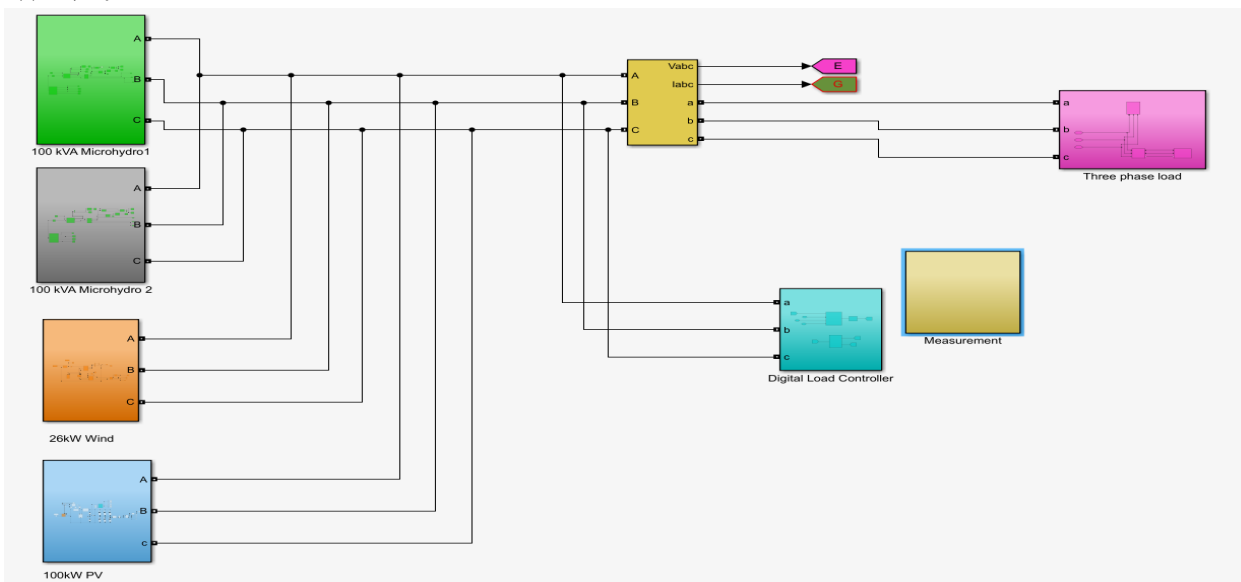 A
B
C
100 kVA Microhydro1
A
B
C
100 kVA Microhydro 2
A
B
C
26kW Wind
A
B
c
100kW PV
A
B
C
Vabc
Iabc
a
b
c
E
G
a
b
c
Three phase load
a
b
c
Digital Load Controller
Measurement